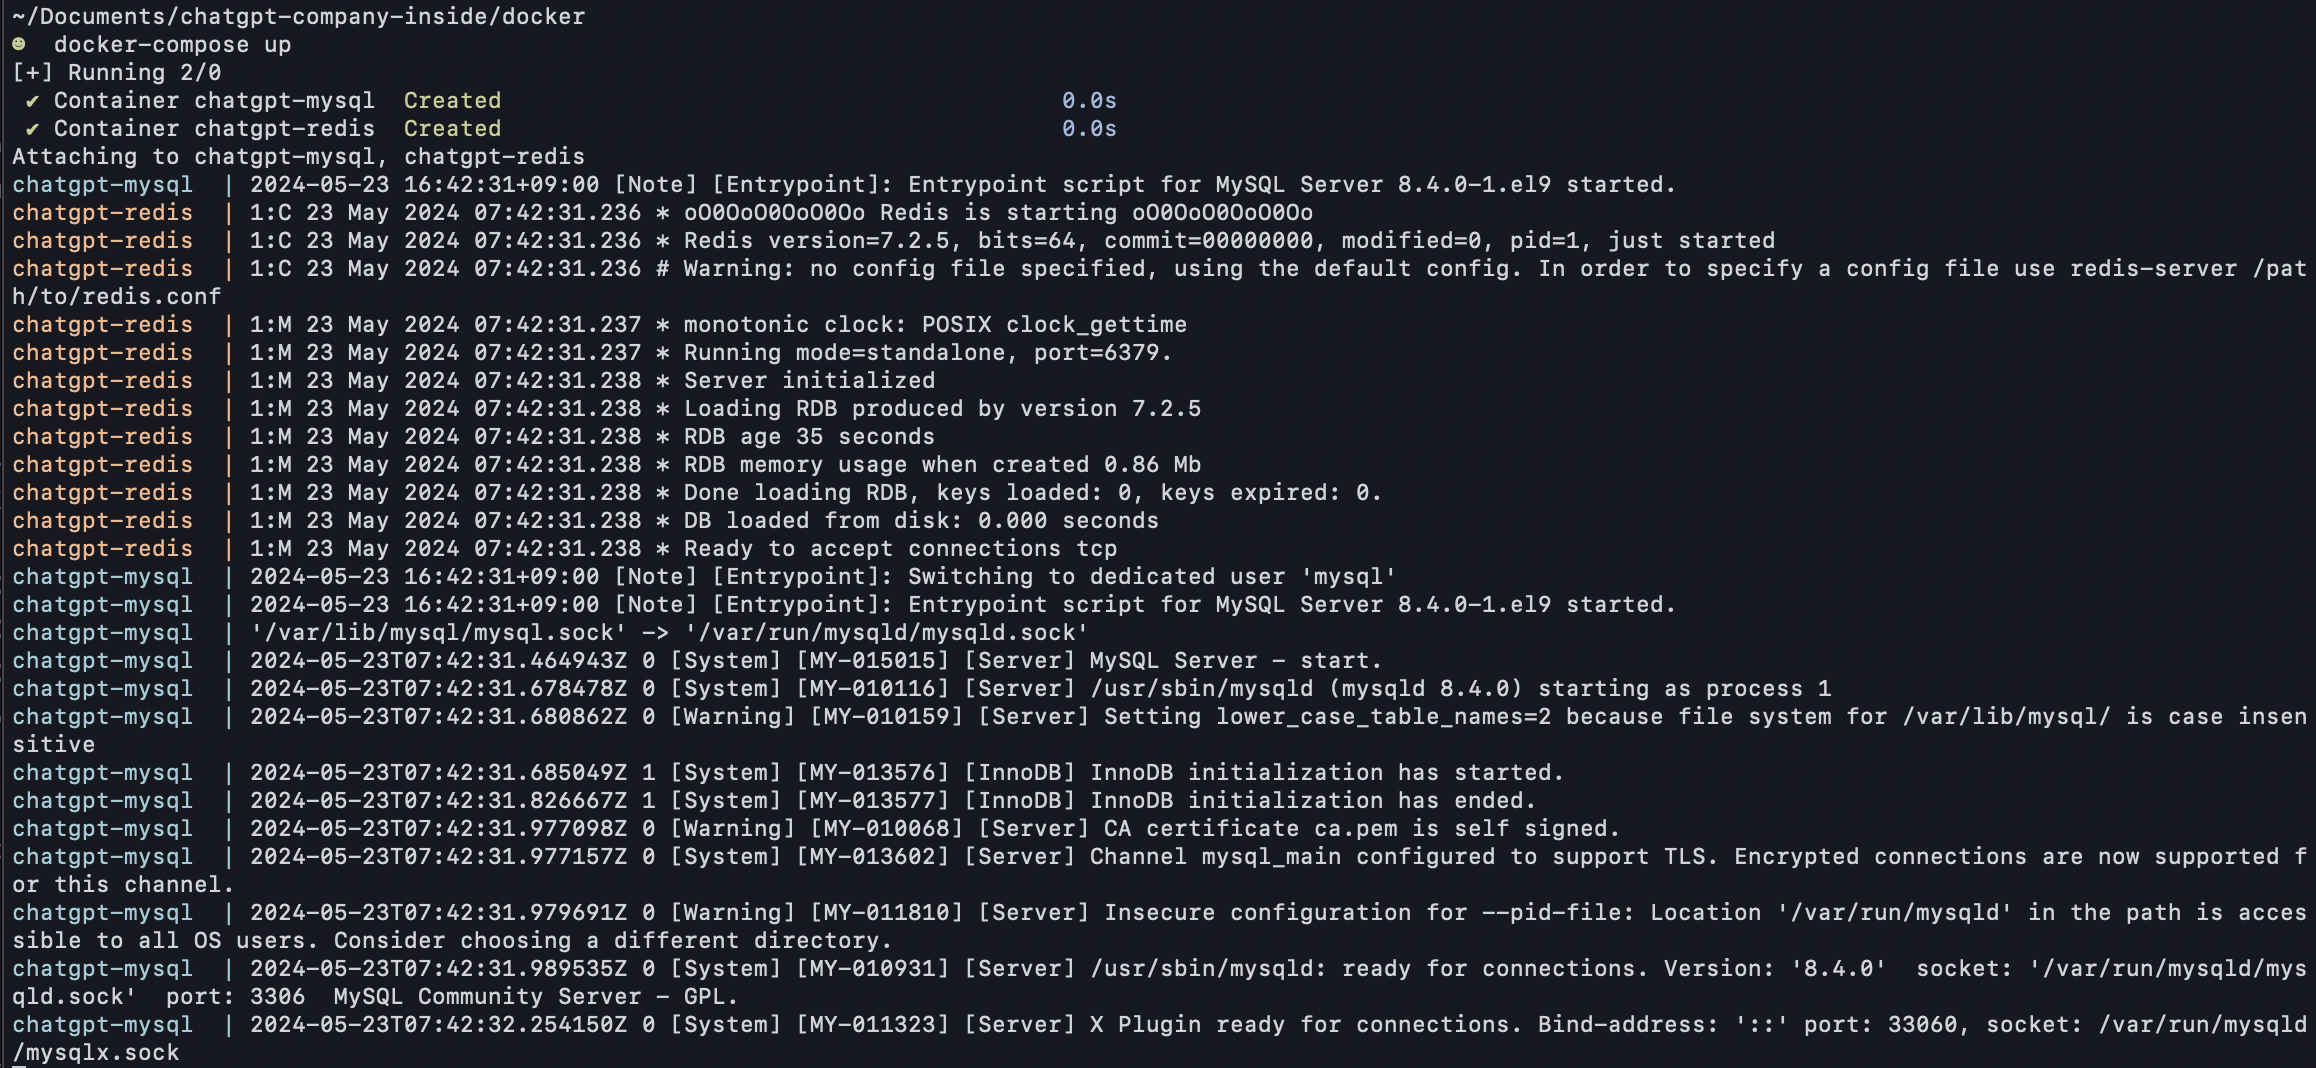 ~/Documents/chatgpt-company-inside/docker
☻ docker-compose up
[+] Running 2/0
✔ Container chatgpt-mysql  Created 0.0s
✔ Container chatgpt-redis  Created 0.0s
Attaching to chatgpt-mysql, chatgpt-redis
chatgpt-mysql  | 2024-05-23 16:42:31+09:00 [Note] [Entrypoint]: Entrypoint script for MySQL Server 8.4.0-1.el9 started.
chatgpt-redis  | 1:C 23 May 2024 07:42:31.236 * oO0OoO0OoO0Oo Redis is starting oO0OoO0OoO0Oo
chatgpt-redis  | 1:C 23 May 2024 07:42:31.236 * Redis version=7.2.5, bits=64, commit=00000000, modified=0, pid=1, just started
chatgpt-redis  | 1:C 23 May 2024 07:42:31.236 # Warning: no config file specified, using the default config. In order to specify a config file use redis-server /pat
h/to/redis.conf
chatgpt-redis  | 1:M 23 May 2024 07:42:31.237 * monotonic clock: POSIX clock_gettime
chatgpt-redis  | 1:M 23 May 2024 07:42:31.237 * Running mode=standalone, port=6379.
chatgpt-redis  | 1:M 23 May 2024 07:42:31.238 * Server initialized
chatgpt-redis  | 1:M 23 May 2024 07:42:31.238 * Loading RDB produced by version 7.2.5
chatgpt-redis  | 1:M 23 May 2024 07:42:31.238 * RDB age 35 seconds
chatgpt-redis  | 1:M 23 May 2024 07:42:31.238 * RDB memory usage when created 0.86 Mb
chatgpt-redis  | 1:M 23 May 2024 07:42:31.238 * Done loading RDB, keys loaded: 0, keys expired: 0.
chatgpt-redis  | 1:M 23 May 2024 07:42:31.238 * DB loaded from disk: 0.000 seconds
chatgpt-redis  | 1:M 23 May 2024 07:42:31.238 * Ready to accept connections tcp
chatgpt-mysql  | 2024-05-23 16:42:31+09:00 [Note] [Entrypoint]: Switching to dedicated user 'mysql'
chatgpt-mysql  | 2024-05-23 16:42:31+09:00 [Note] [Entrypoint]: Entrypoint script for MySQL Server 8.4.0-1.el9 started.
chatgpt-mysql  | '/var/lib/mysql/mysql.sock' -> '/var/run/mysqld/mysqld.sock'
chatgpt-mysql  | 2024-05-23T07:42:31.464943Z 0 [System] [MY-015015] [Server] MySQL Server - start.
chatgpt-mysql  | 2024-05-23T07:42:31.678478Z 0 [System] [MY-010116] [Server] /usr/sbin/mysqld (mysqld 8.4.0) starting as process 1
chatgpt-mysql  | 2024-05-23T07:42:31.680862Z 0 [Warning] [MY-010159] [Server] Setting lower_case_table_names=2 because file system for /var/lib/mysql/ is case insen
sitive
chatgpt-mysql  | 2024-05-23T07:42:31.685049Z 1 [System] [MY-013576] [InnoDB] InnoDB initialization has started.
chatgpt-mysql  | 2024-05-23T07:42:31.826667Z 1 [System] [MY-013577] [InnoDB] InnoDB initialization has ended.
chatgpt-mysql  | 2024-05-23T07:42:31.977098Z 0 [Warning] [MY-010068] [Server] CA certificate ca.pem is self signed.
chatgpt-mysql  | 2024-05-23T07:42:31.977157Z 0 [System] [MY-013602] [Server] Channel mysql_main configured to support TLS. Encrypted connections are now supported f
or this channel.
chatgpt-mysql  | 2024-05-23T07:42:31.979691Z 0 [Warning] [MY-011810] [Server] Insecure configuration for --pid-file: Location '/var/run/mysqld' in the path is acces
sible to all OS users. Consider choosing a different directory.
chatgpt-mysql  | 2024-05-23T07:42:31.989535Z 0 [System] [MY-010931] [Server] /usr/sbin/mysqld: ready for connections. Version: '8.4.0'  socket: '/var/run/mysqld/mys
qld.sock'  port: 3306  MySQL Community Server - GPL.
chatgpt-mysql  | 2024-05-23T07:42:32.254150Z 0 [System] [MY-011323] [Server] X Plugin ready for connections. Bind-address: '::' port: 33060, socket: /var/run/mysqld
/mysqlx.sock